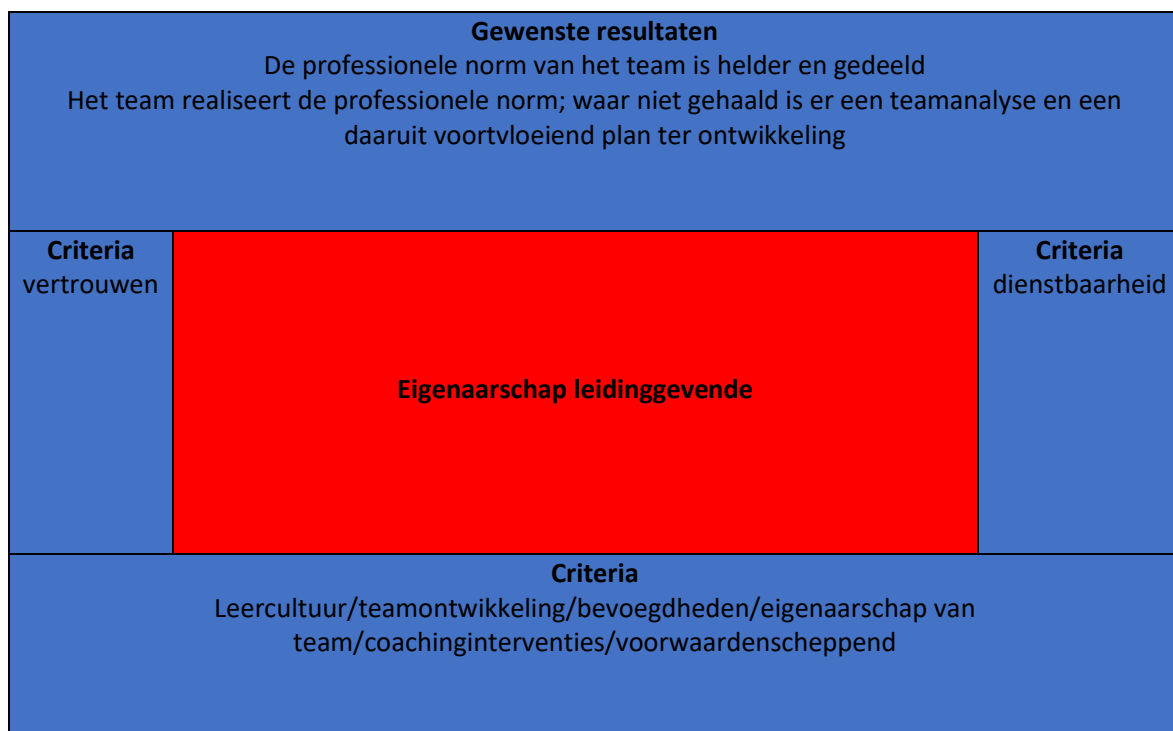 Gewenste resultaten
De professionele norm van het team is helder en gedeeld
Het team realiseert de professionele norm; waar niet gehaald is er een teamanalyse en een
daaruit voortvloeiend plan ter ontwikkeling
Criteria
vertrouwen
Eigenaarschap leidinggevende
Criteria
dienstbaarheid
Criteria
Leercultuur/teamontwikkeling/bevoegdheden/eigenaarschap van
team/coachinginterventies/voorwaardenscheppend